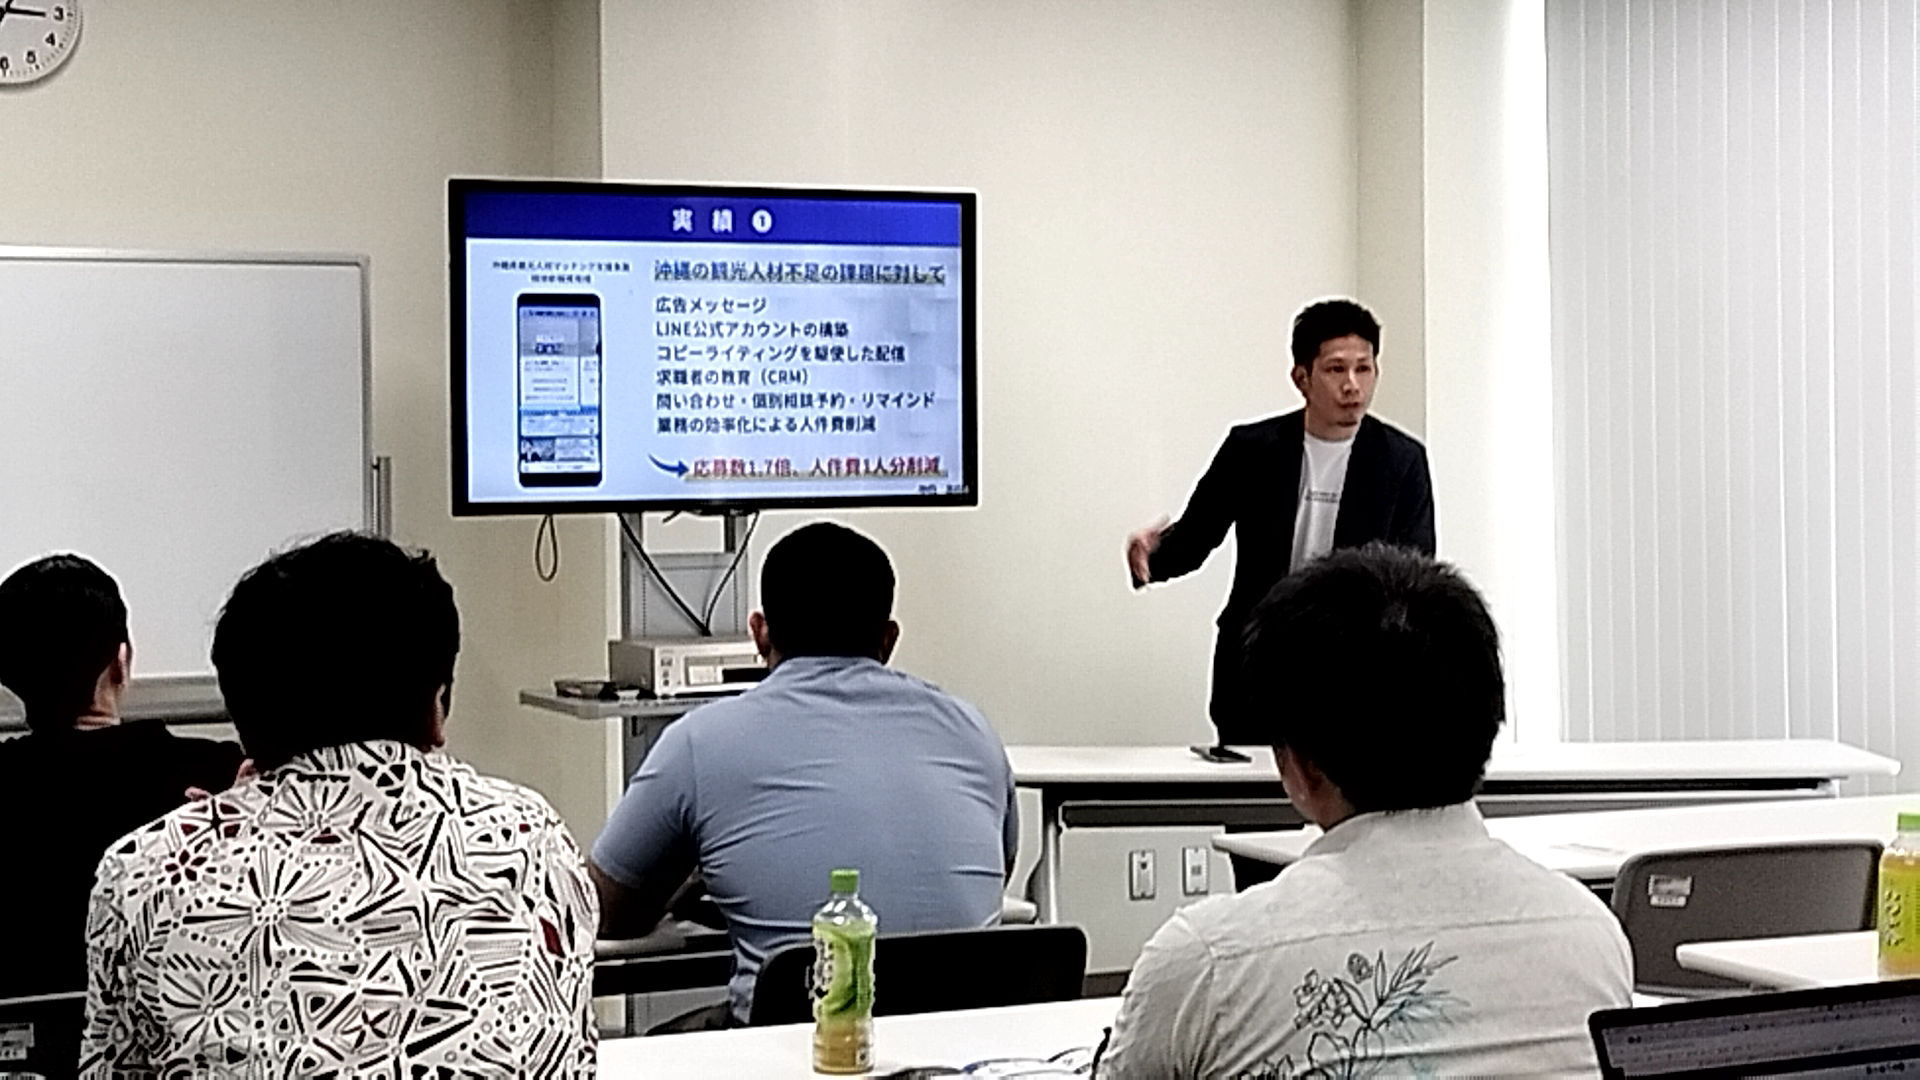 3
4
5
6
実績❶
沖縄の観光人材不足の課題に対して
広告メッセージ
LINE公式アカウントの構築
コピーライティングを駆使した配信
求職者の教育（CRM）
問い合わせ・個別相談予約・リマインド
業務の効率化による人件費削減
応募数1.7倍、人件費1人分削減